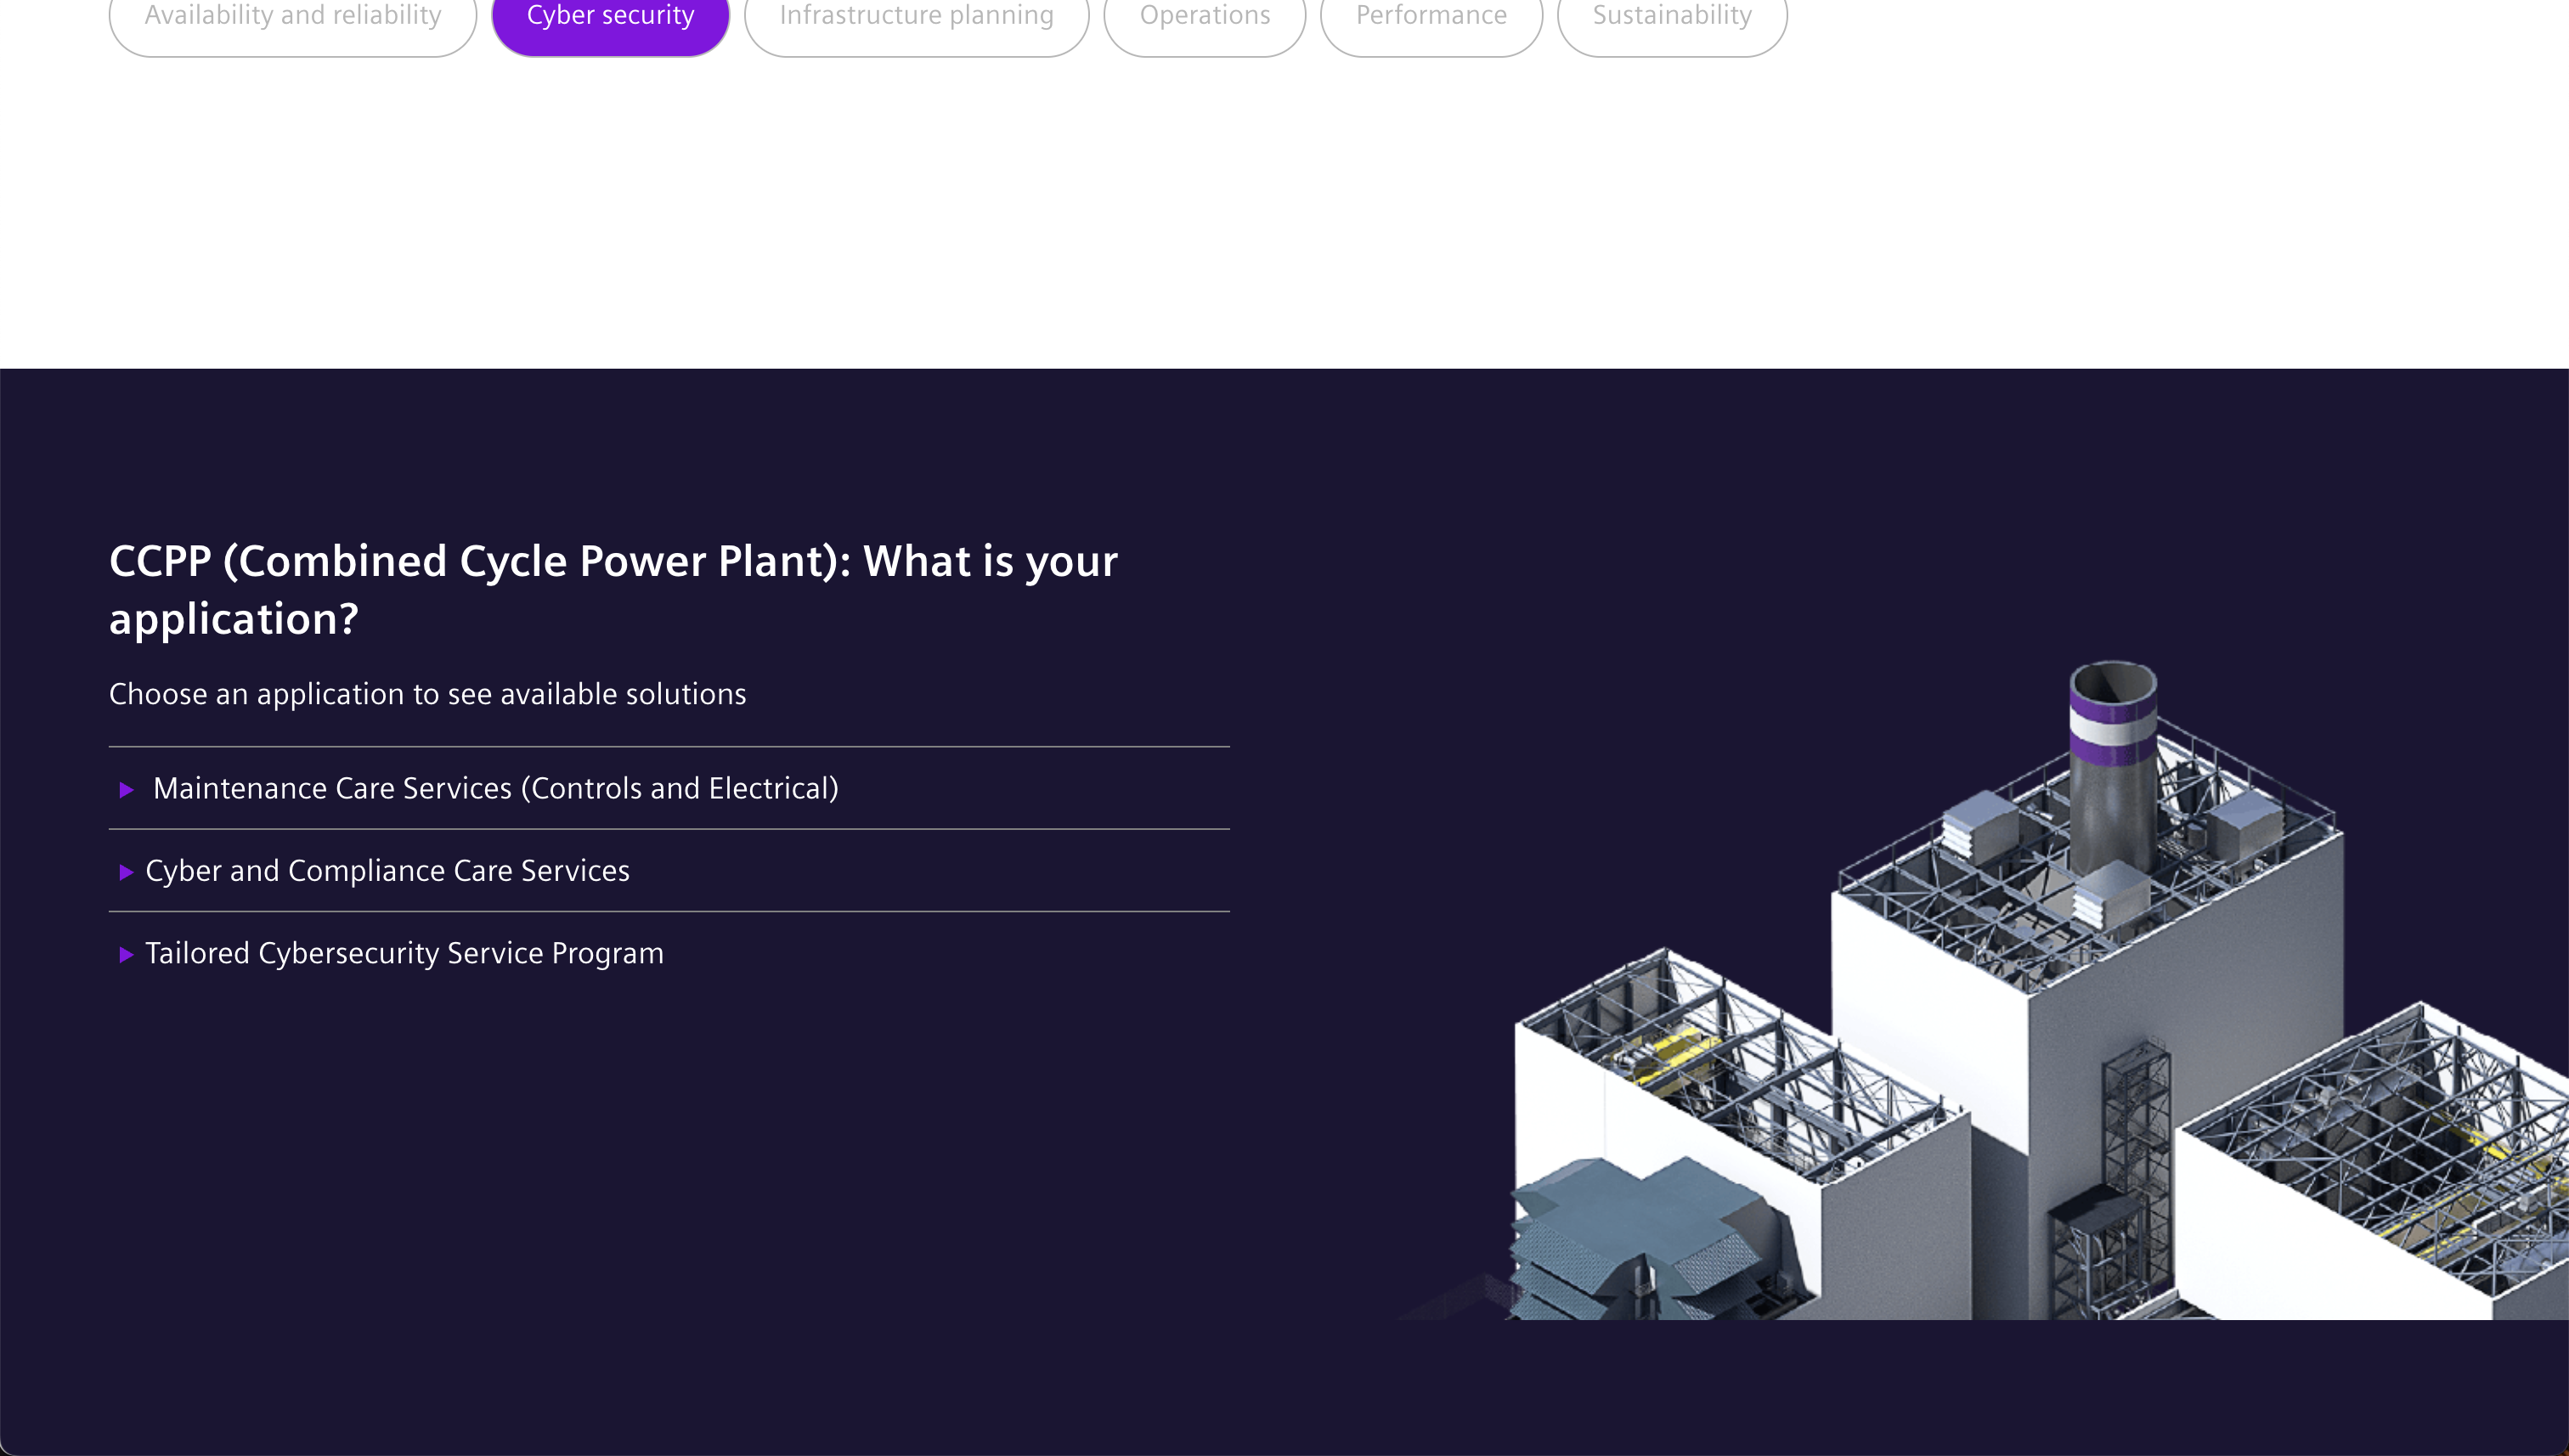 Availability and reliability
Cyber security
Infrastructure planning
Operations
Performance
Sustainability
CCPP (Combined Cycle Power Plant): What is your
application?
Choose an application to see available solutions
Maintenance Care Services (Controls and Electrical)
Cyber and Compliance Care Services
Tailored Cybersecurity Service Program